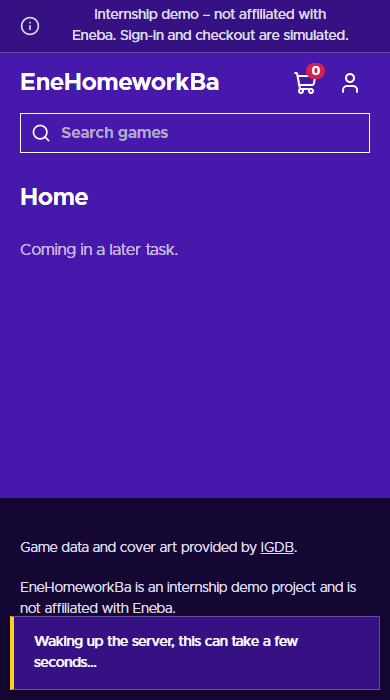 Internship demo – not affiliated with
Eneba. Sign-in and checkout are simulated.
EneHomeworkBa
0
Search games
Home
Coming in a later task.
Game data and cover art provided by IGDB.
EneHomeworkBa is an internship demo project and is
not affiliated with Eneba.
Waking up the server, this can take a few
seconds...